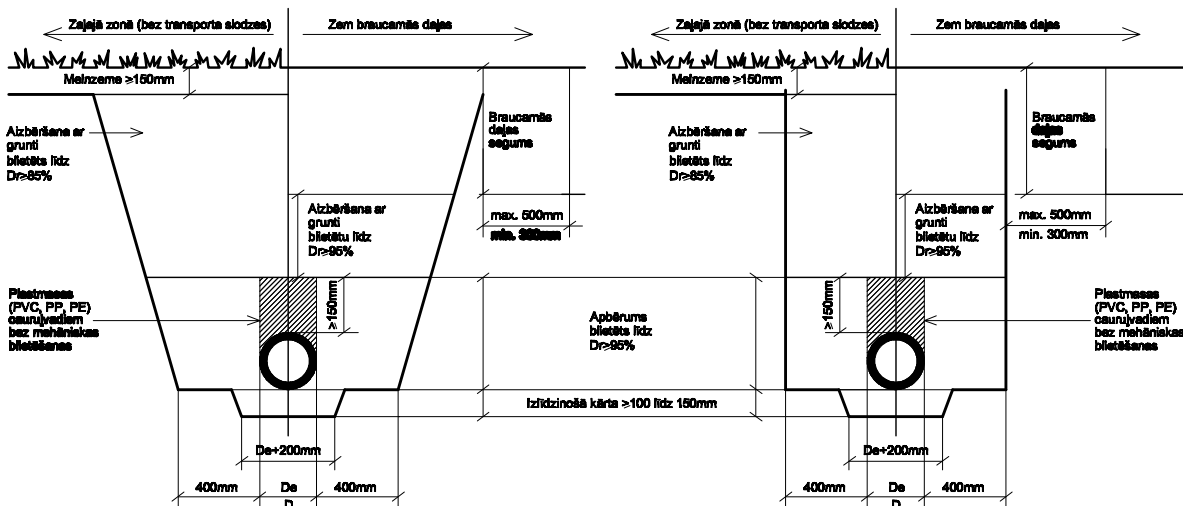 Zaļajā zonā (bez transporta slodzes)
Zem braucamās daļas
Melnzeme ≥150mm
Aizbēršana ar
grunti
blietēts līdz
Dr≥85%
Braucamās
daļas
segums
Aizbēršana ar
grunti
blietētu līdz
Dr≥95%
max. 500mm
min. 300mm
Plastmasas
(PVC, PP, PE)
cauruļvadiem
bez mehāniskas
blietēšanas
≥150mm
Apbērums
blietēts līdz
Dr≥95%
Izlīdzinošā kārta ≥100 līdz 150mm
De+200mm
400mm
De
400mm
D
Zaļajā zonā (bez transporta slodzes)
Zem braucamās daļas
Melnzeme ≥150mm
Aizbēršana ar
grunti
blietēts līdz
Dr≥85%
Braucamās
daļas
segums
Aizbēršana ar
grunti
blietētu līdz
Dr≥95%
max. 500mm
min. 300mm
≥150mm
Plastmasas
(PVC, PP, PE)
cauruļvadiem
bez mehāniskas
blietēšanas
De+200mm
400mm
De
400mm
D